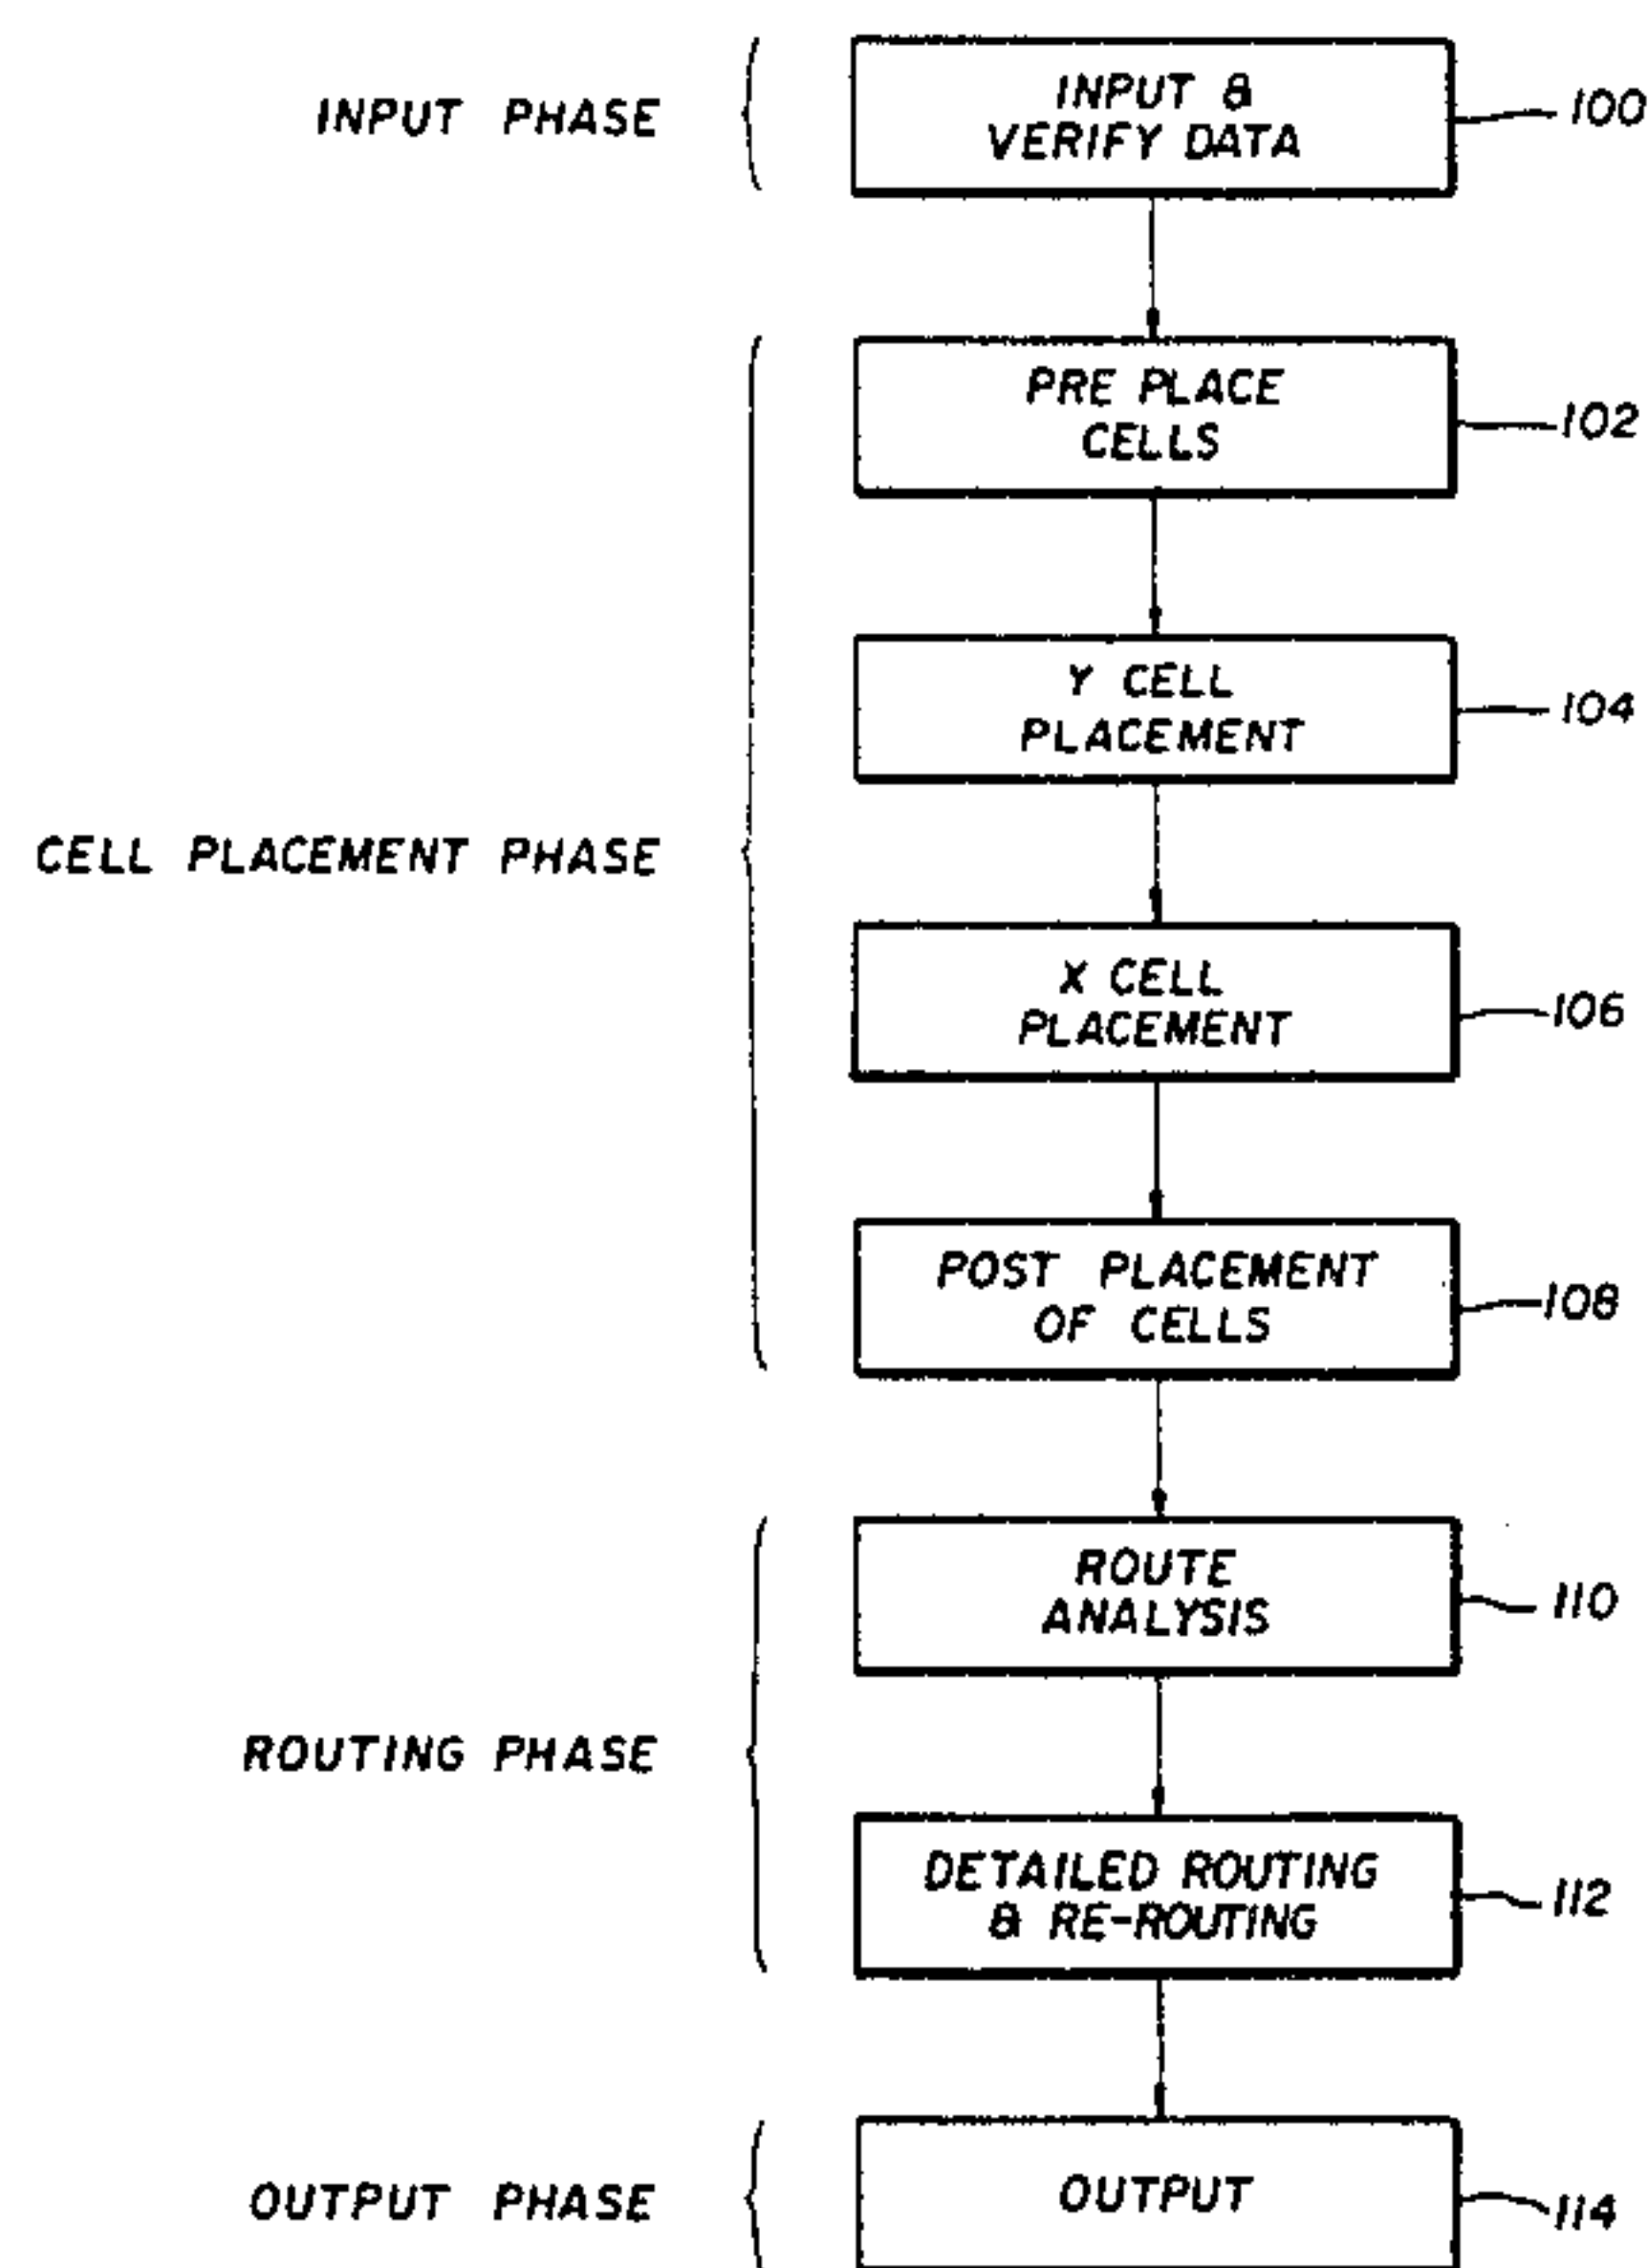 INPUT PHASE
INPUT &
VERIFY DATA
100
PRE PLACE
CELLS
102
Y CELL
PLACEMENT
104
CELL PLACEMENT PHASE
X CELL
PLACEMENT
106
POST PLACEMENT
OF CELLS
108
ROUTE
ANALYSIS
110
ROUTING PHASE
DETAILED ROUTING
& RE-ROUTING
112
OUTPUT PHASE
OUTPUT
114